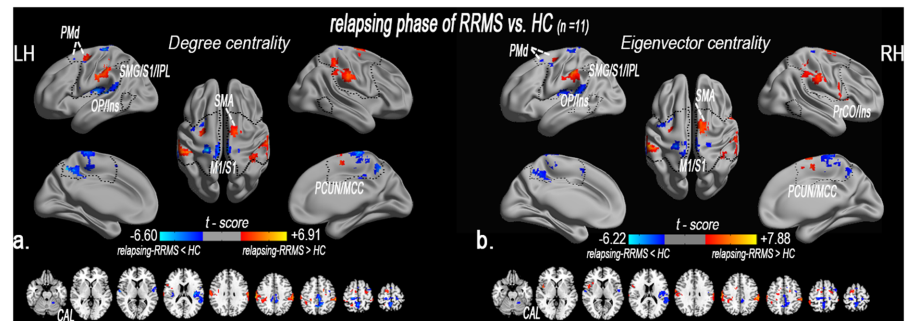 relapsing phase of RRMS vs. HC (n =11)
LH
PMd
Degree centrality
SMG/S1/IPL
OP/Ins
SMA
M1/S1
PCUN/MCC
t - score
-6.60
+6.91
relapsing-RRMS < HC
relapsing-RRMS > HC
a.
CAL
RH
PMd
Eigenvector centrality
SMG/S1/IPL
OP/Ins
SMA
PrCO/Ins
M1/S1
PCUN/MCC
t - score
-6.22
+7.88
relapsing-RRMS < HC
relapsing-RRMS > HC
b.
CAL